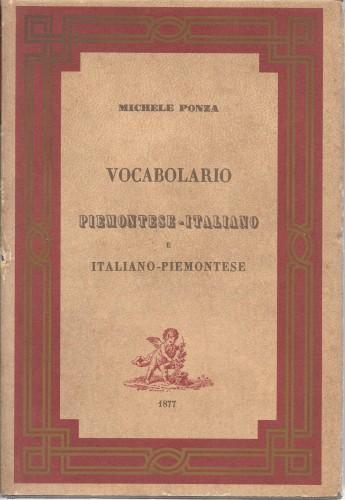 MICHELE PONZA
VOCABOLARIO
PIEMONTESE-ITALIANO
E
ITALIANO-PIEMONTESE
1877